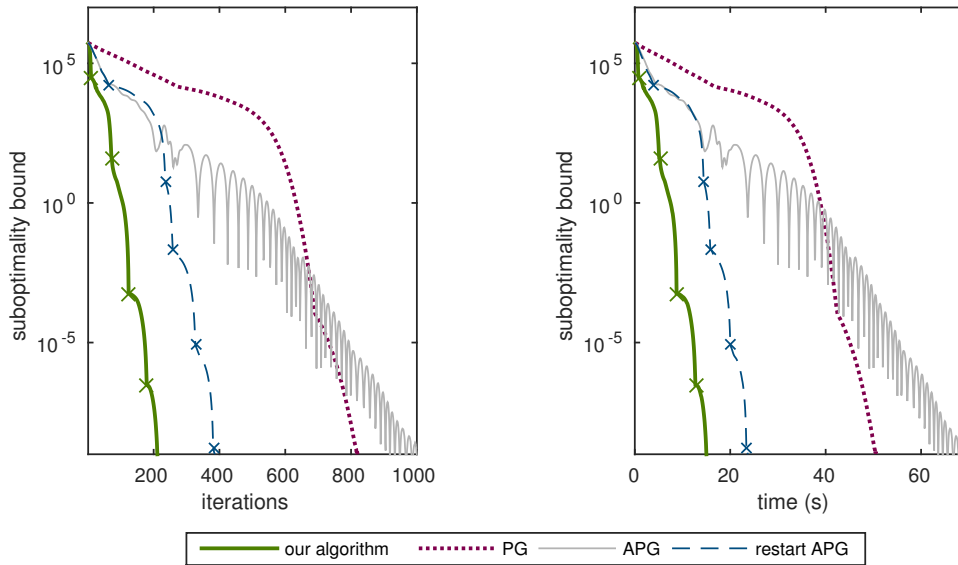 10^5
10^0
10^-5
suboptimality bound
200 400 600 800 1000
iterations
10^5
10^0
10^-5
suboptimality bound
0 20 40 60
time (s)
our algorithm PG APG restart APG